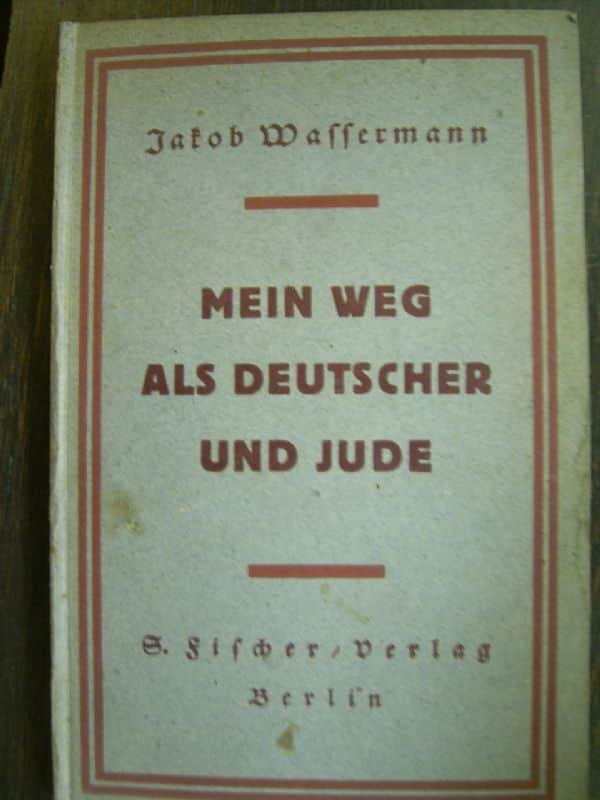 Jakob Waſſermann
MEIN WEG
ALS DEUTSCHER
UND JUDE
S. Fiſcher / Verlag
Berlin